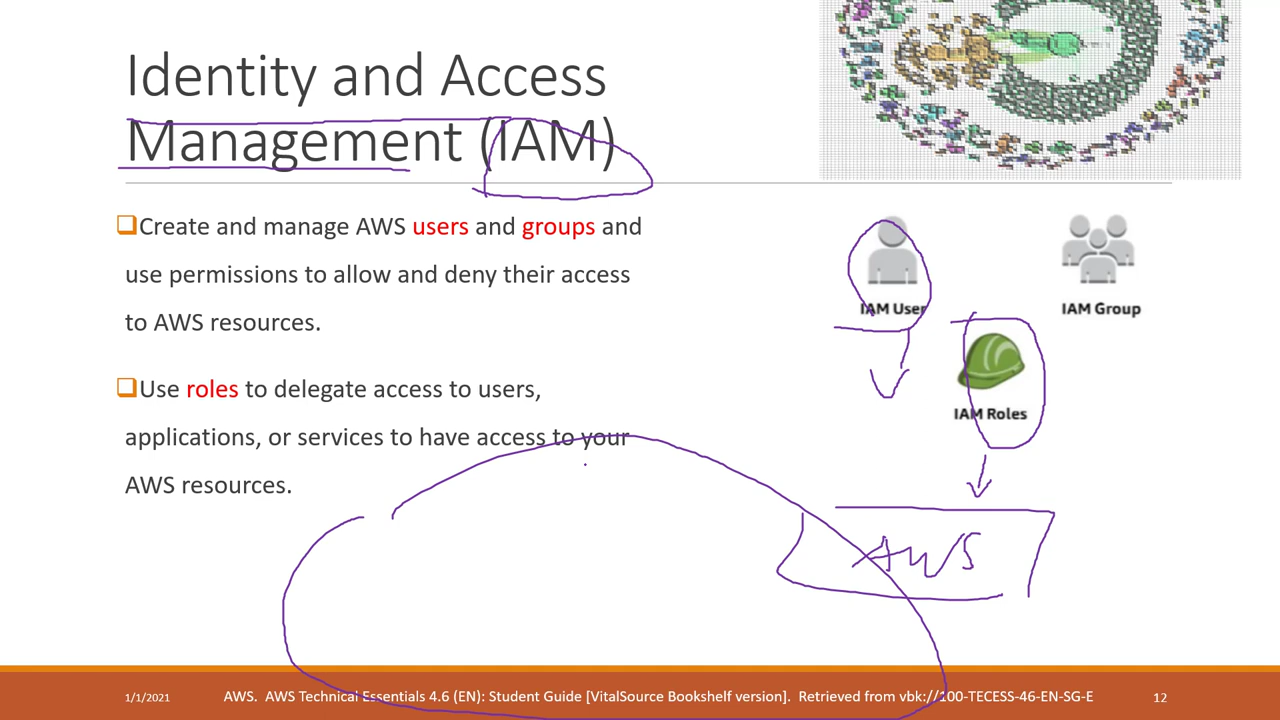 Identity and Access
Management (IAM)
Create and manage AWS users and groups and
use permissions to allow and deny their access
to AWS resources.
Use roles to delegate access to users,
applications, or services to have access to your
AWS resources.
IAM User
IAM Group
IAM Roles
AWS
1/1/2021
AWS. AWS Technical Essentials 4.6 (EN): Student Guide [VitalSource Bookshelf version]. Retrieved from vbk://100-TECESS-46-EN-SG-E
12